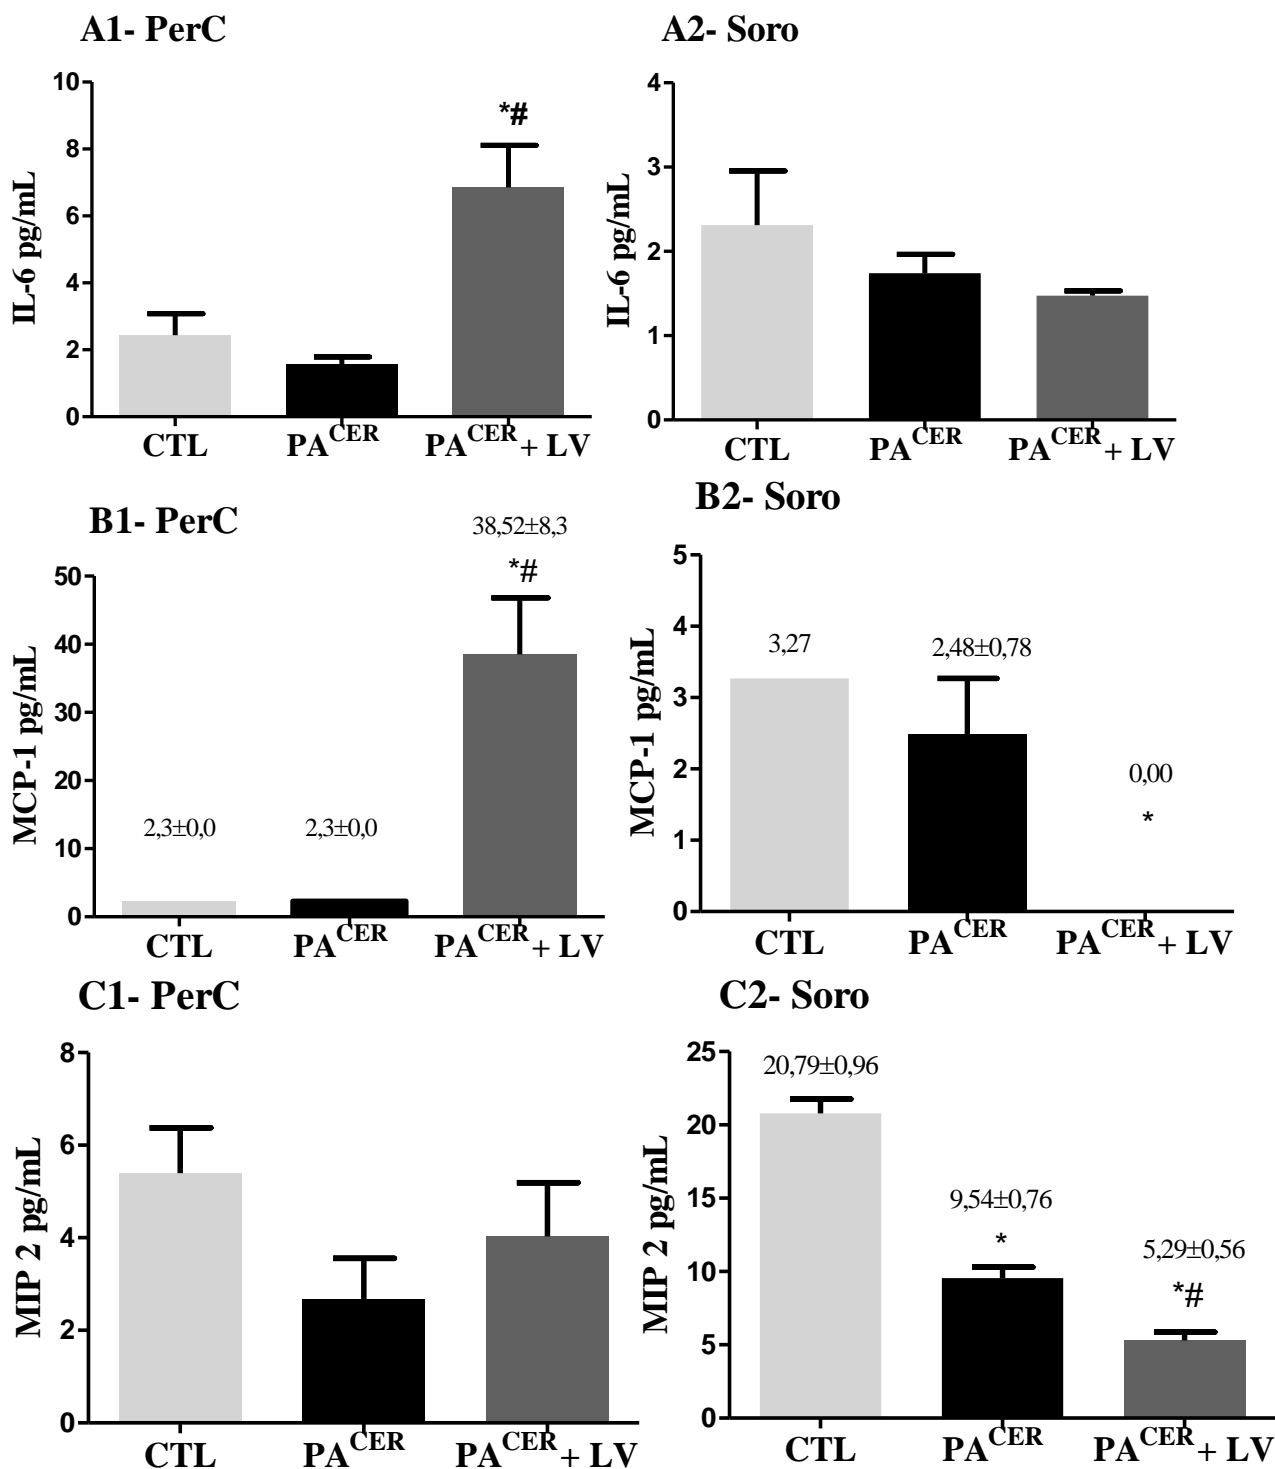 A1- PerC
IL-6 pg/mL
10
8
6
4
2
0
*#
CTL
PA^CER
PA^CER + LV
A2- Soro
IL-6 pg/mL
4
3
2
1
0
CTL
PA^CER
PA^CER + LV
B1- PerC
MCP-1 pg/mL
50
40
30
20
10
0
2,3±0,0
2,3±0,0
38,52±8,3
*#
CTL
PA^CER
PA^CER + LV
B2- Soro
MCP-1 pg/mL
5
4
3
2
1
0
3,27
2,48±0,78
0,00
*
CTL
PA^CER
PA^CER + LV
C1- PerC
MIP 2 pg/mL
8
6
4
2
0
CTL
PA^CER
PA^CER + LV
C2- Soro
MIP 2 pg/mL
25
20
15
10
5
0
20,79±0,96
9,54±0,76
*
5,29±0,56
*#
CTL
PA^CER
PA^CER + LV